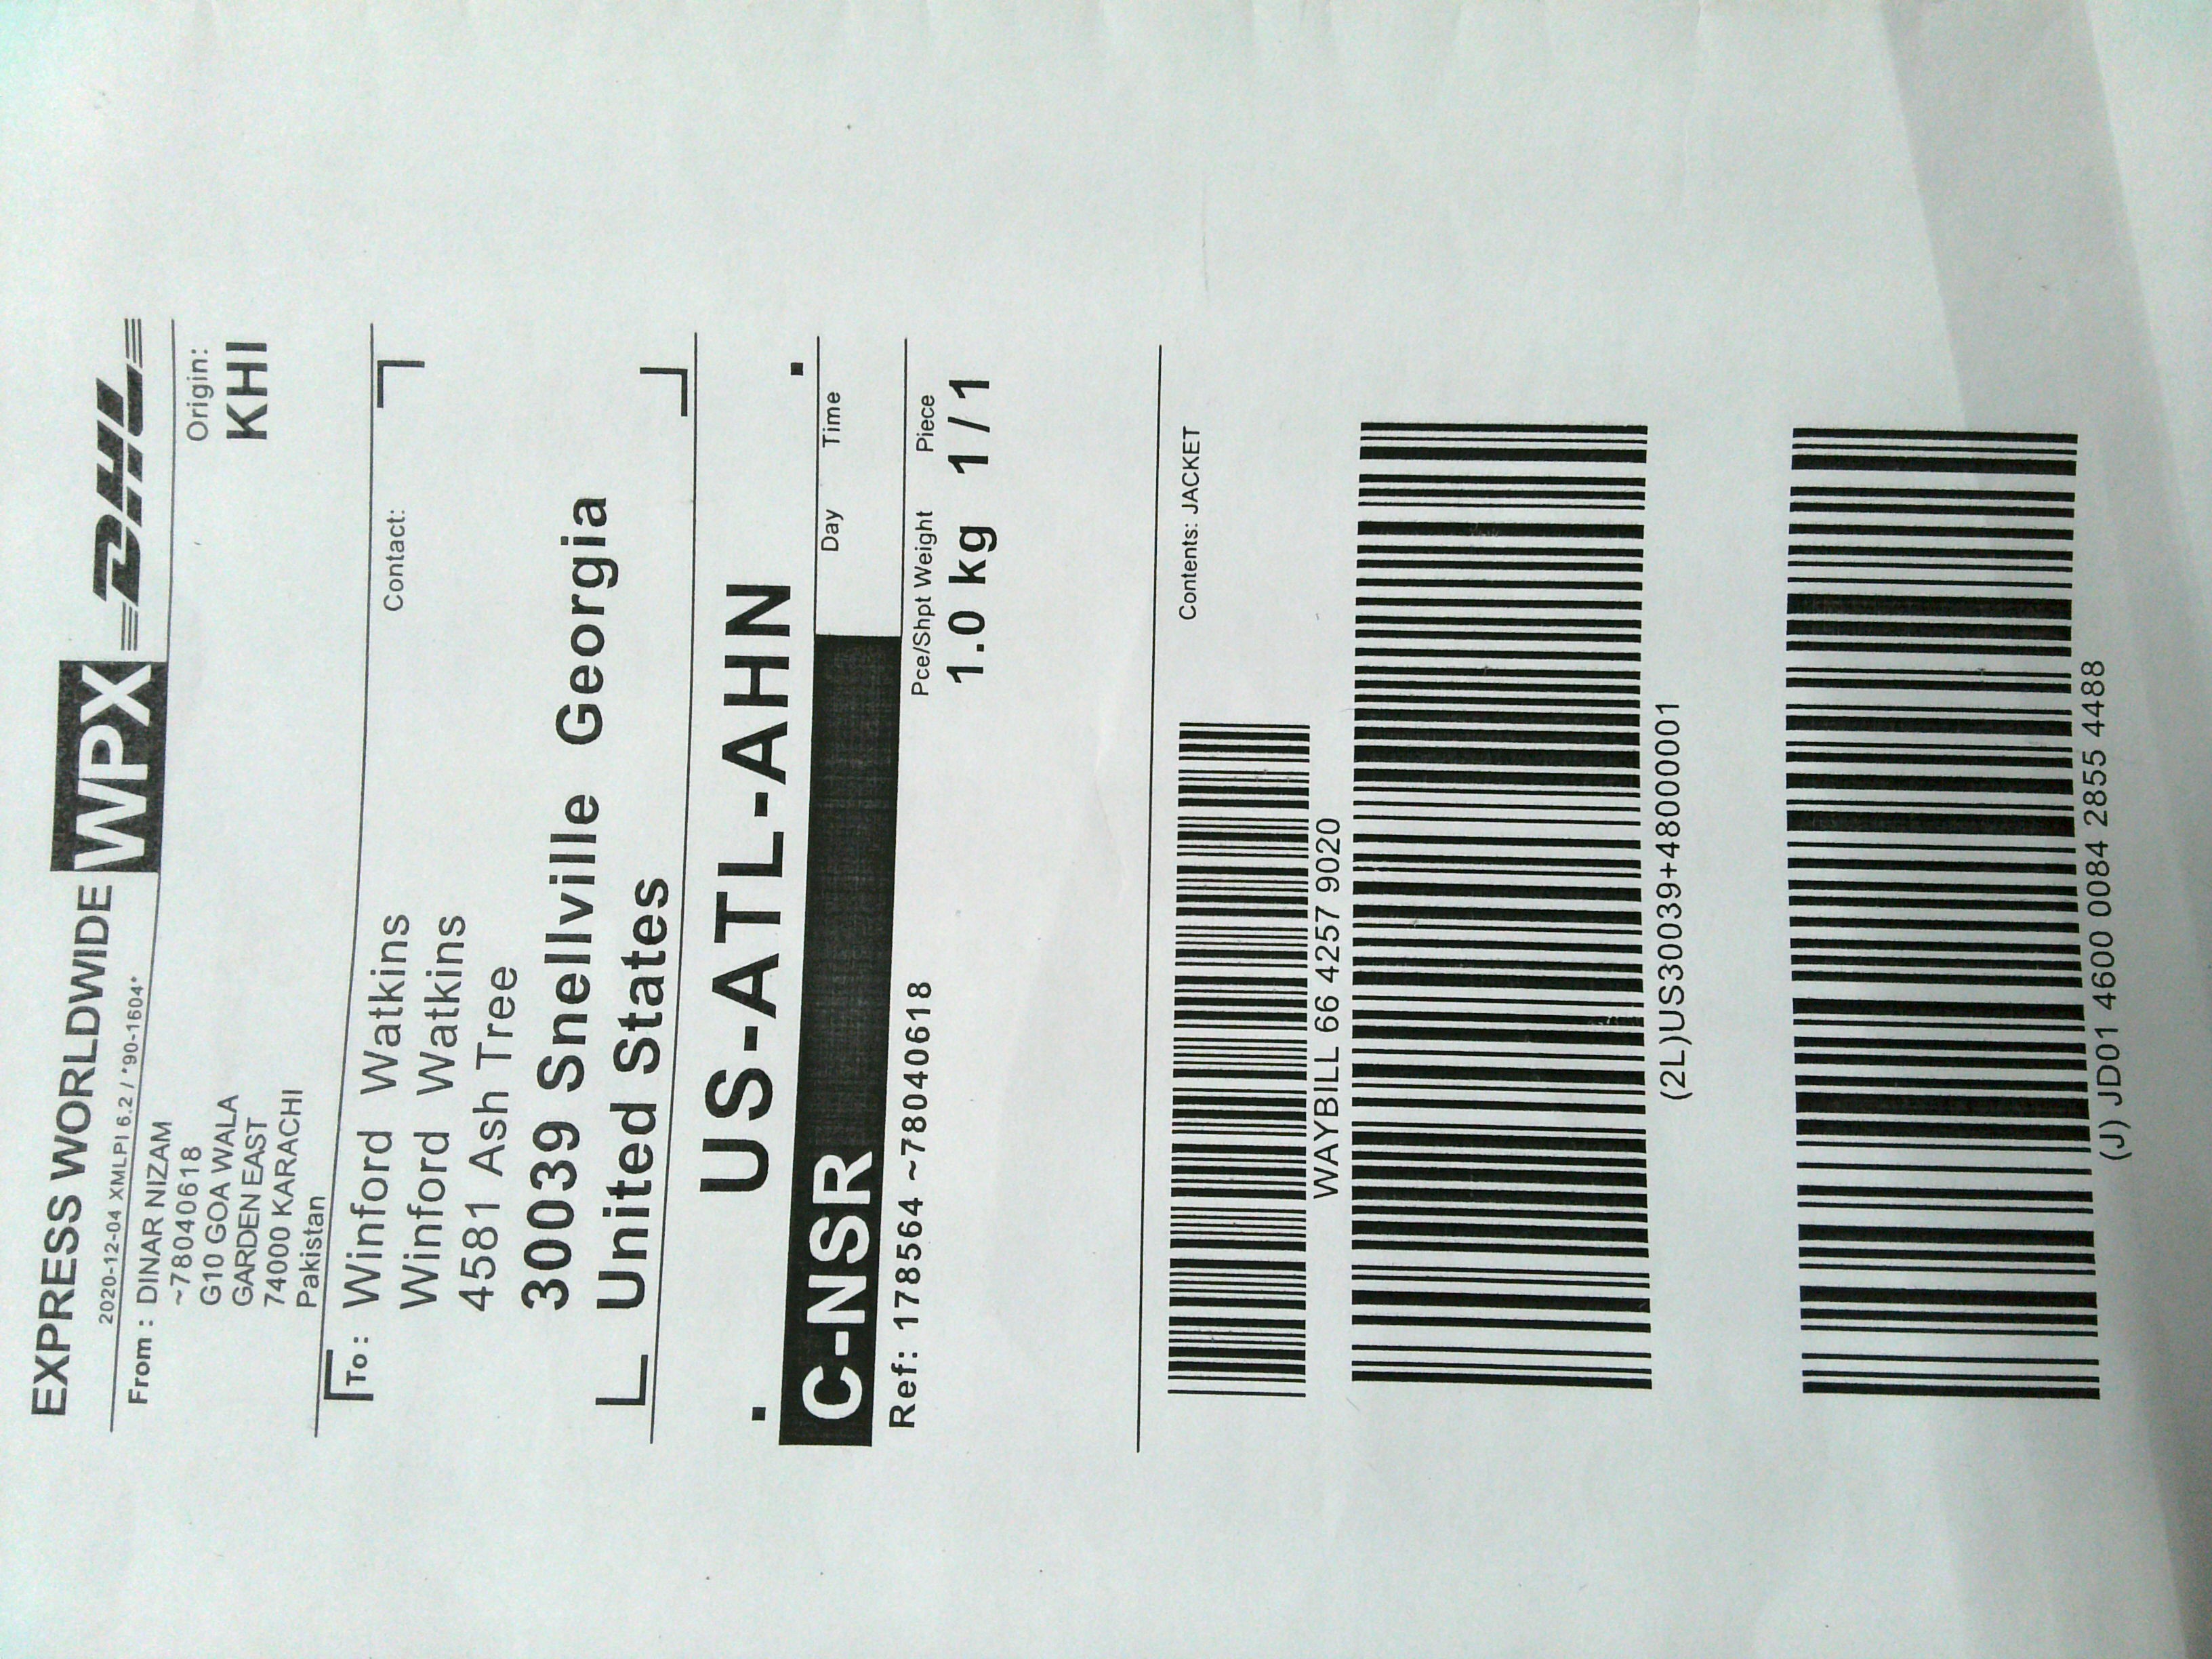 EXPRESS WORLDWIDE WPX DHL
2020-12-04 XMLPI 6.2 / *90-1604*
From : DINAR NIZAM
~78040618
G10 GOA WALA
GARDEN EAST
74000 KARACHI
Pakistan
Origin:
KHI
To: Winford Watkins
Winford Watkins
4581 Ash Tree
30039 Snellville Georgia
United States
Contact:
US-ATL-AHN
C-NSR
Day Time
Ref: 178564 ~78040618
Pce/Shpt Weight Piece
1.0 kg 1 / 1
Contents: JACKET
WAYBILL 66 4257 9020
(2L)US30039+48000001
(J) JD01 4600 0084 2855 4488